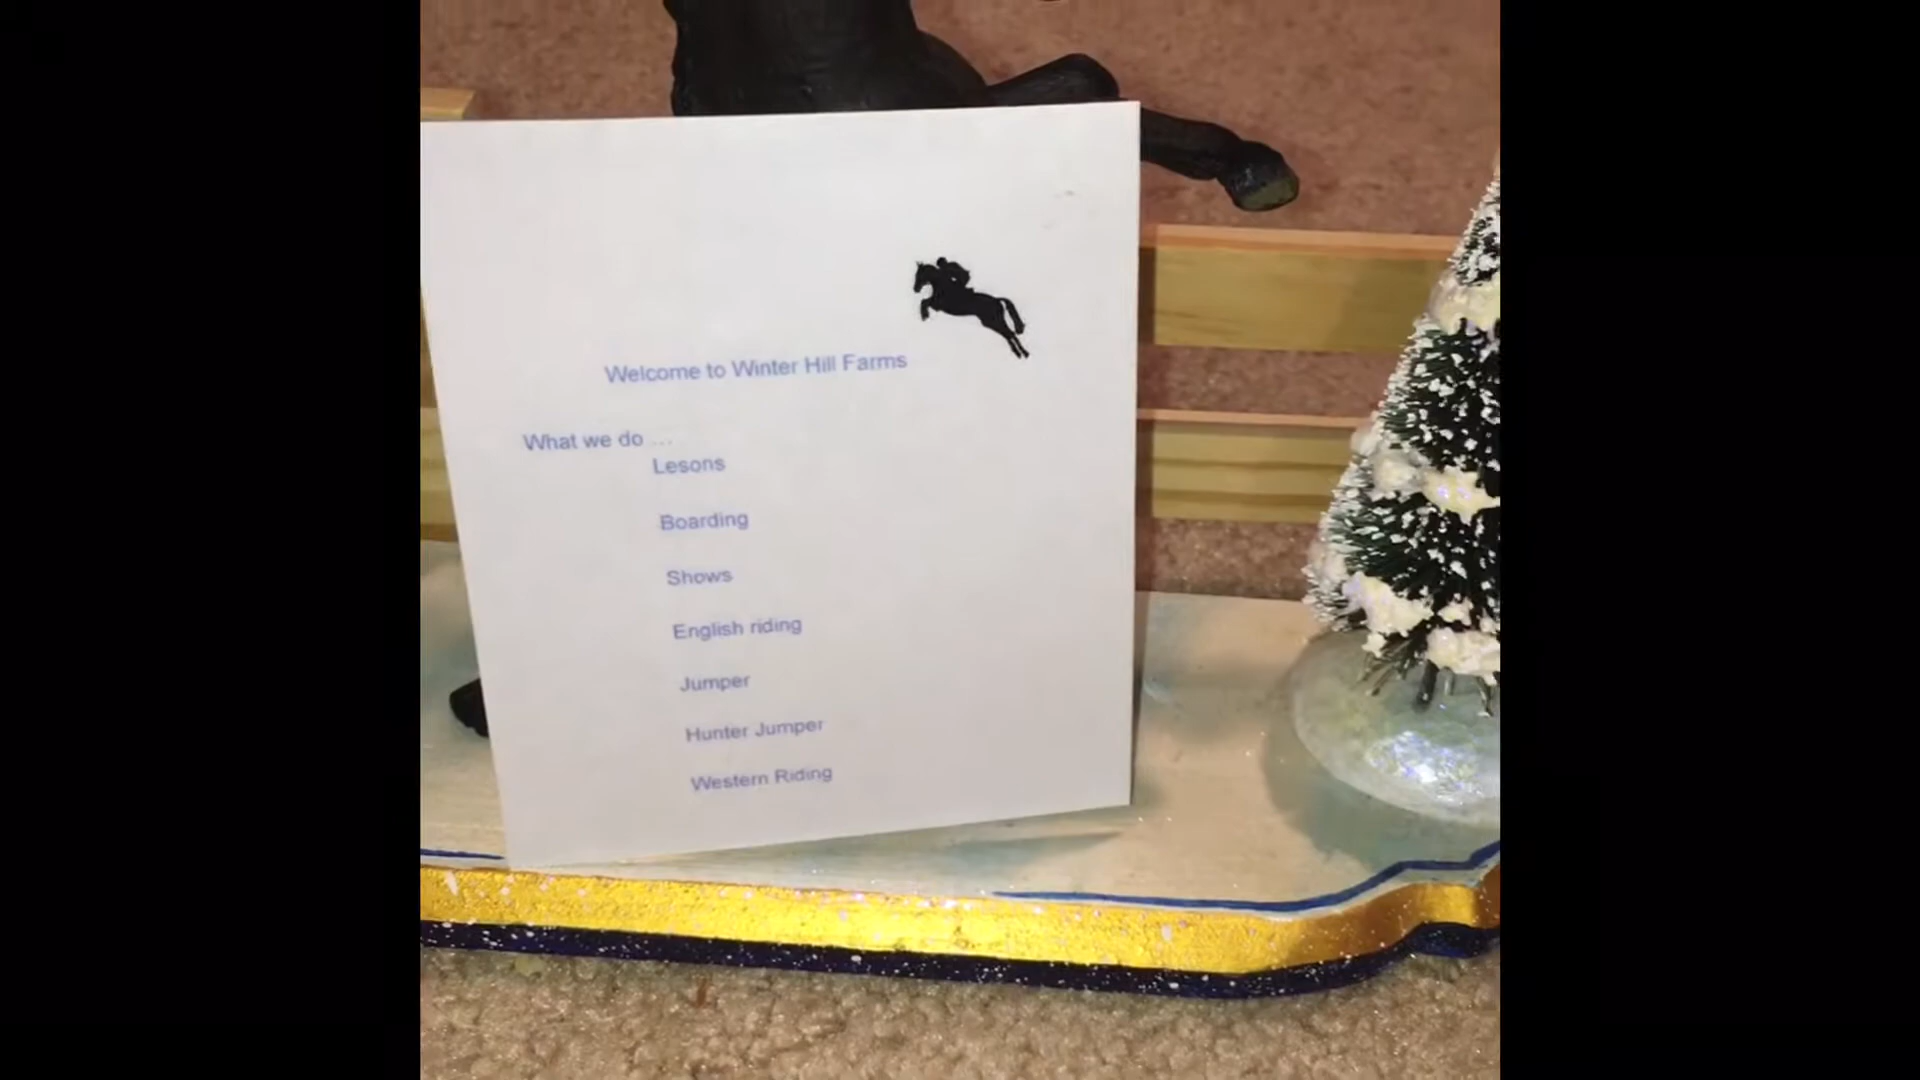 Welcome to Winter Hill Farms
What we do ...
Lesons
Boarding
Shows
English riding
Jumper
Hunter Jumper
Western Riding